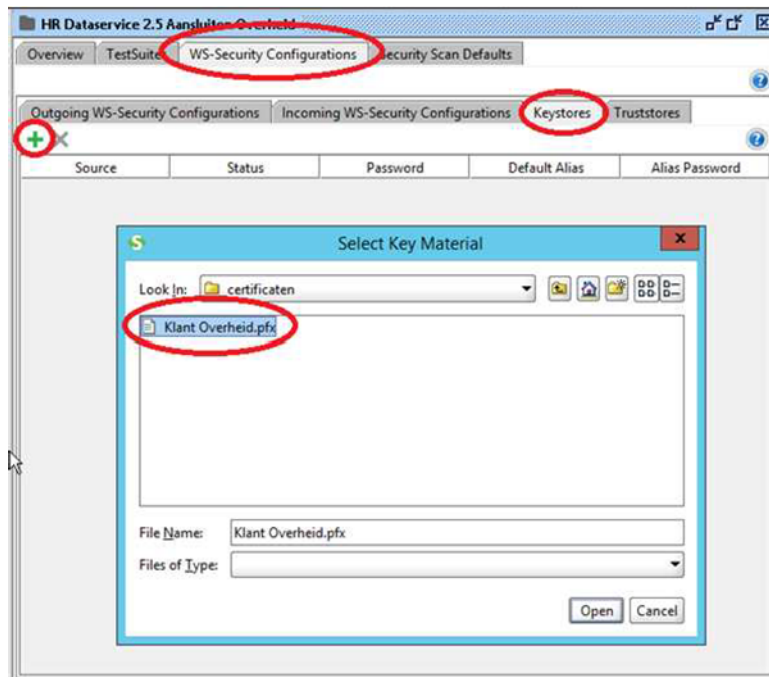 HR Dataservice 2.5 Aansluiten Overheid
Overview TestSuites WS-Security Configurations Security Scan Defaults
Outgoing WS-Security Configurations Incoming WS-Security Configurations Keystores Truststores
Source Status Password Default Alias Alias Password
Select Key Material
Look In: certificaten
Klant Overheid.pfx
File Name: Klant Overheid.pfx
Files of Type:
Open Cancel